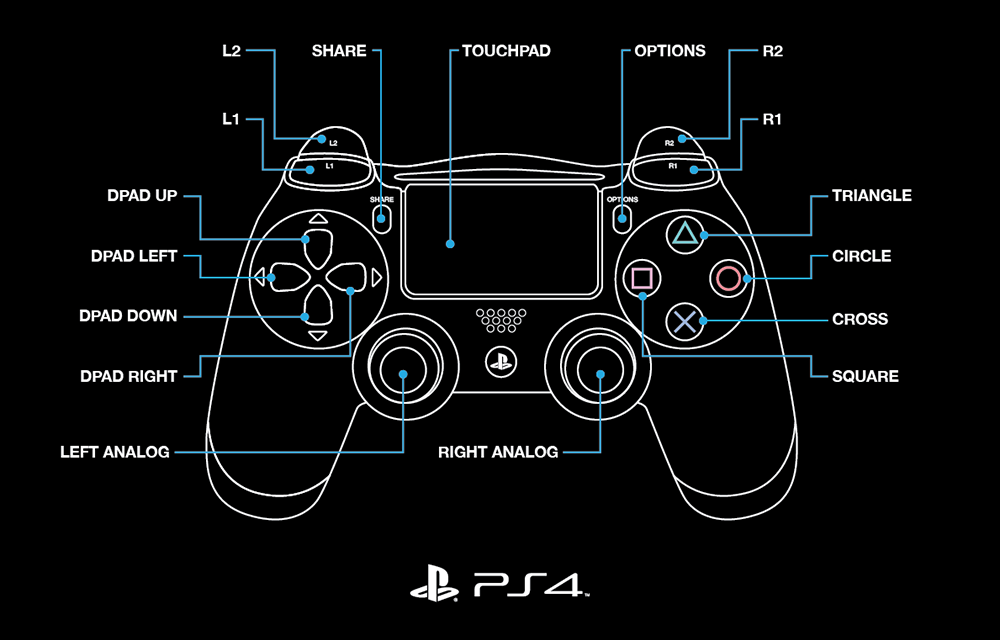 L2
SHARE
TOUCHPAD
OPTIONS
R2
L1
R1
L2
R2
L1
R1
DPAD UP
SHARE
OPTIONS
TRIANGLE
DPAD LEFT
CIRCLE
DPAD DOWN
CROSS
DPAD RIGHT
SQUARE
LEFT ANALOG
RIGHT ANALOG
PS4™